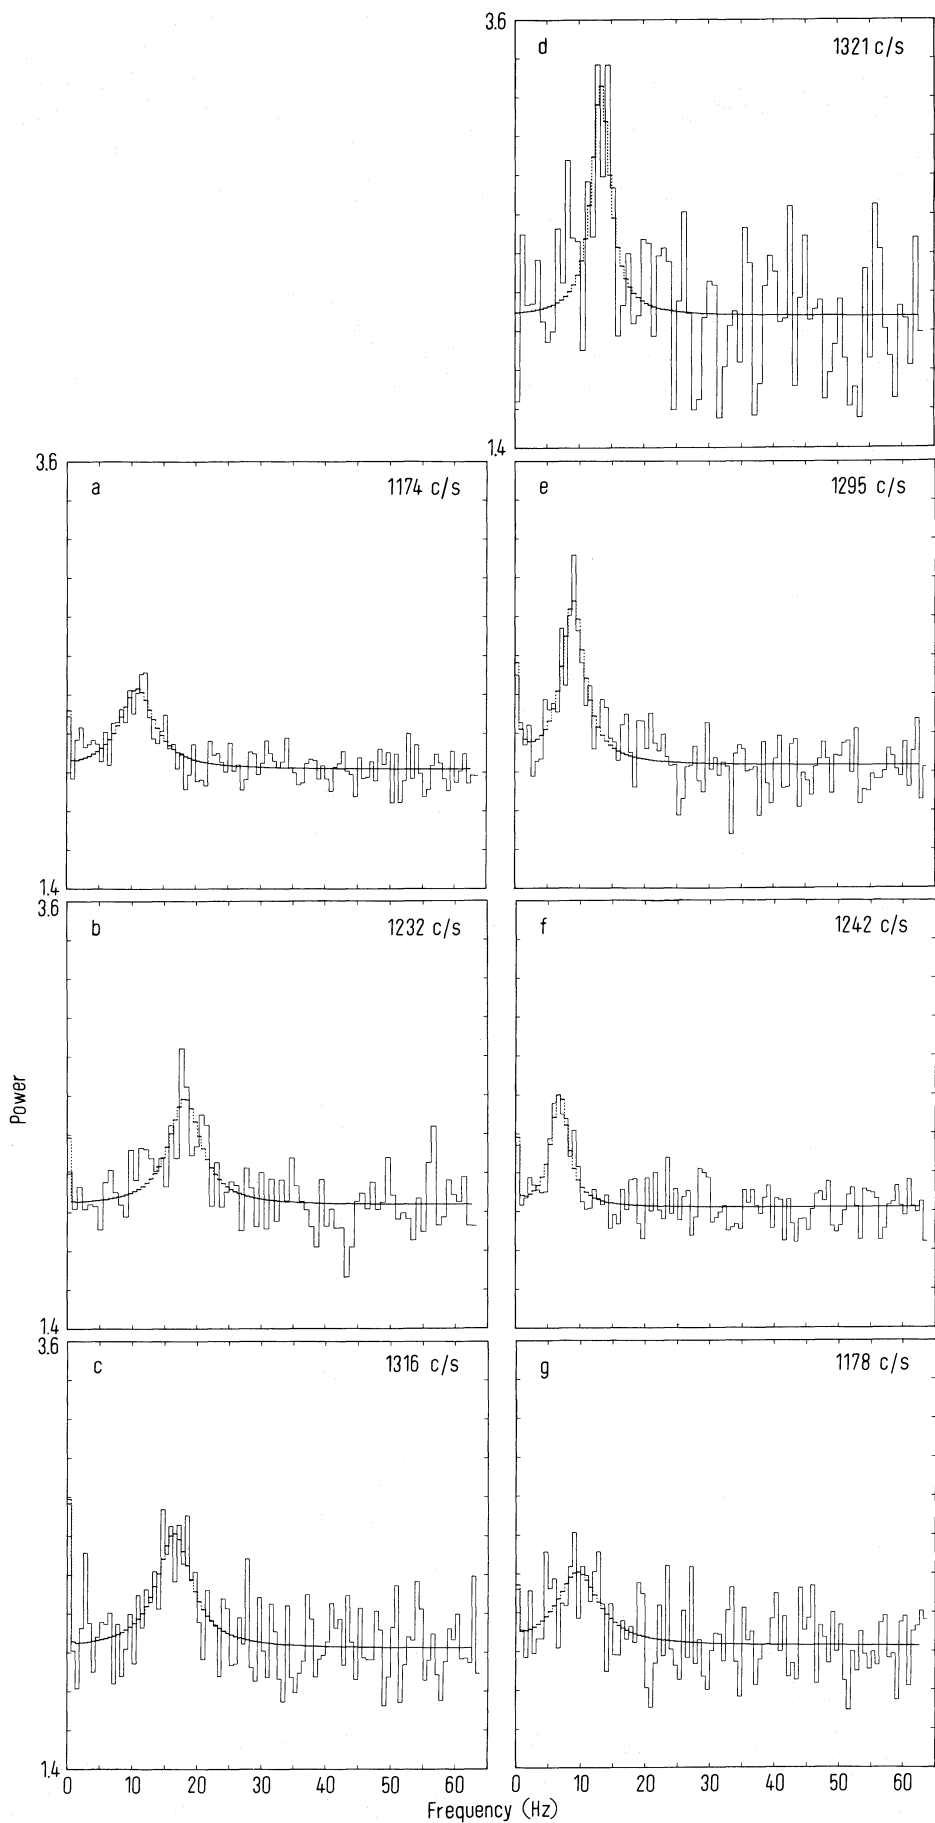 3.6
d 1321 c/s
1.4
3.6
a 1174 c/s
e 1295 c/s
1.4
3.6
b 1232 c/s
f 1242 c/s
Power
1.4
3.6
c 1316 c/s
g 1178 c/s
1.4
0 10 20 30 40 50 60
0 10 20 30 40 50 60
Frequency (Hz)